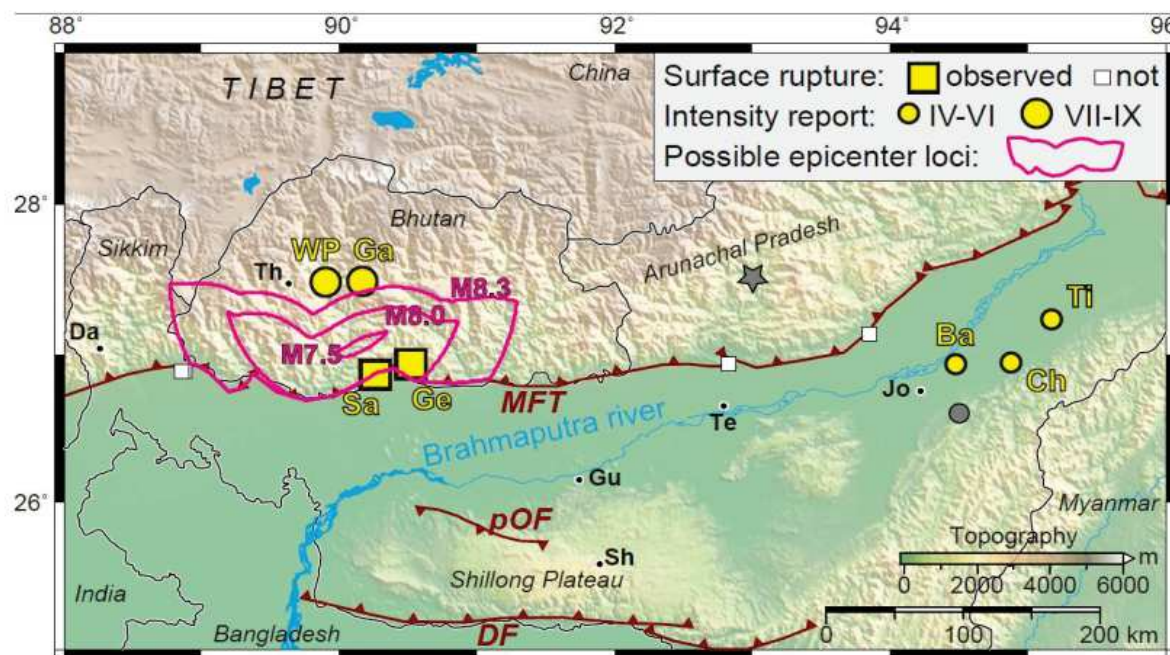 88° 90° 92° 94° 96
Surface rupture: observed not
Intensity report: IV-VI VII-IX
Possible epicenter loci:
TIBET
China
28°
Sikkim
Bhutan
Arunachal Pradesh
WP Ga
Th
M8.3
M8.0
M7.5
Da
Ti
Ba
Ch
Jo
Sa
Ge
MFT
Te
Brahmaputra river
Gu
26°
Myanmar
pOF
Topography
m
0 2000 4000 6000
Sh
Shillong Plateau
India
Bangladesh
DF
0 100 200 km